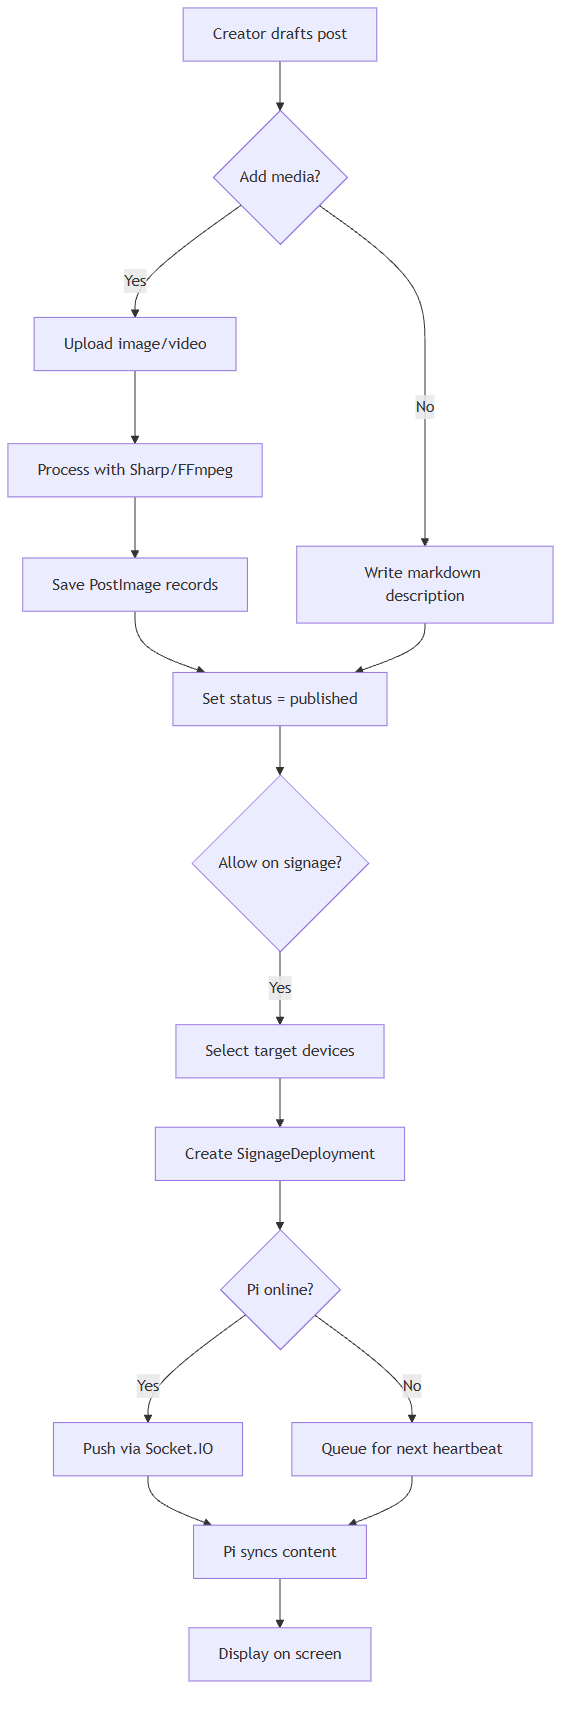 Creator drafts post
Add media?
Yes
Upload image/video
No
Process with Sharp/FFmpeg
Save PostImage records
Write markdown
description
Set status = published
Allow on signage?
Yes
Select target devices
Create SignageDeployment
Pi online?
Yes
No
Push via Socket.IO
Queue for next heartbeat
Pi syncs content
Display on screen